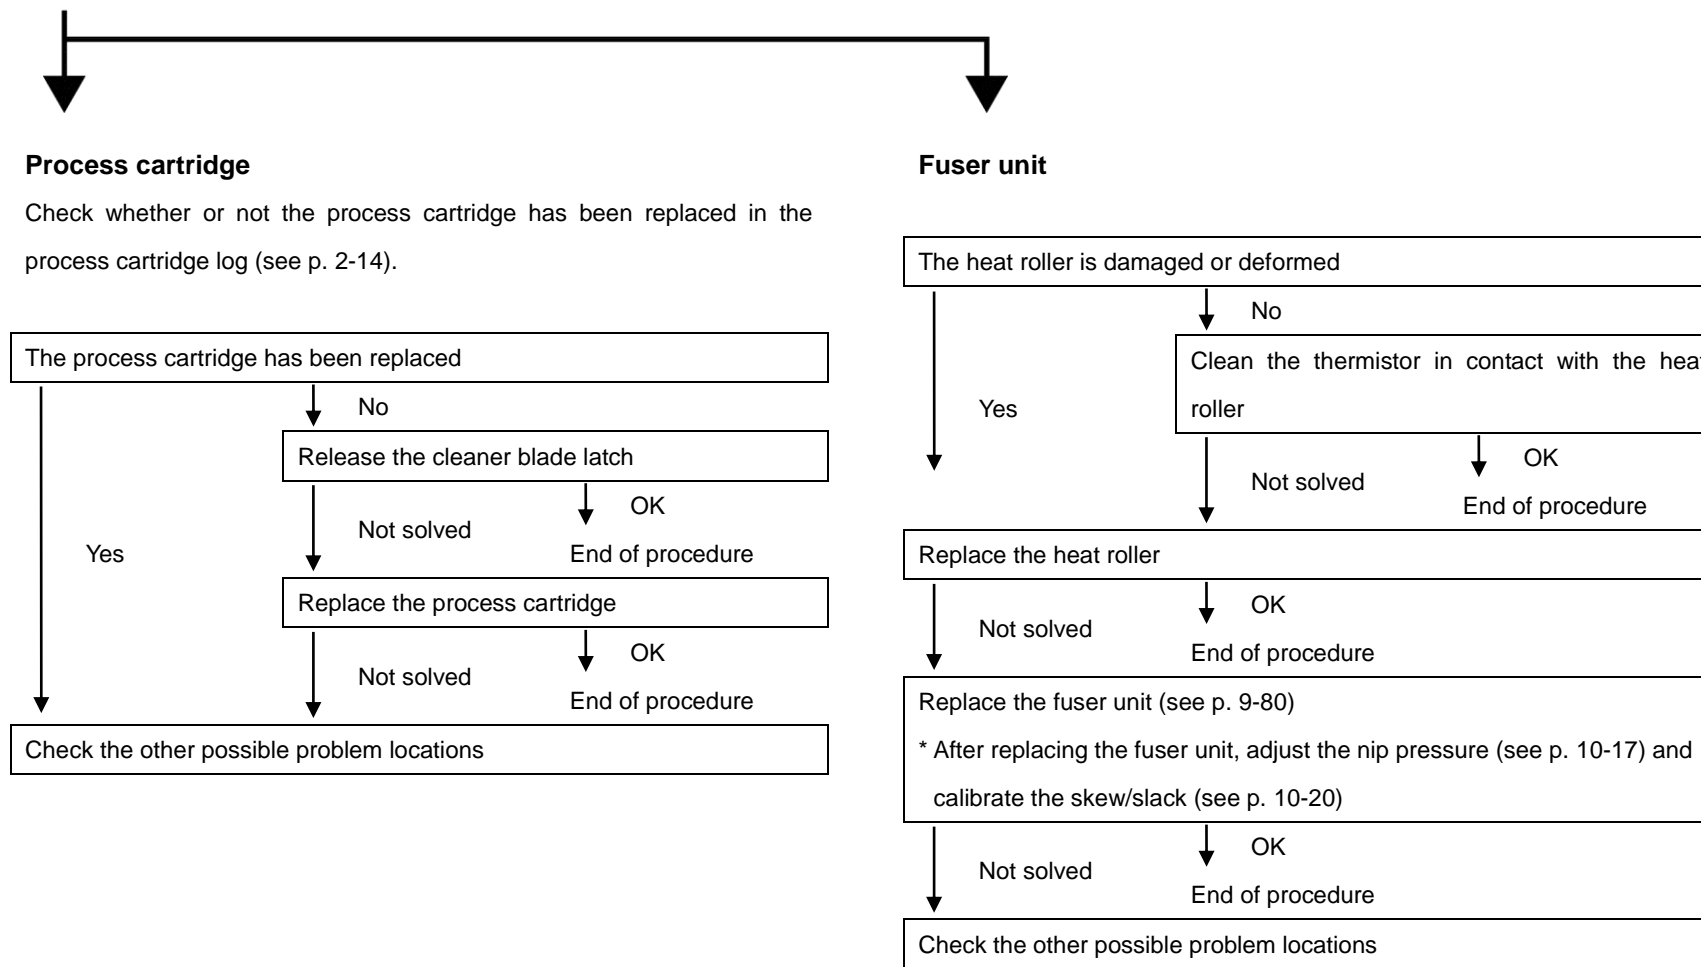 Process cartridge
Check whether or not the process cartridge has been replaced in the
process cartridge log (see p. 2-14).
The process cartridge has been replaced
No
Release the cleaner blade latch
OK
Not solved
Yes
End of procedure
Replace the process cartridge
OK
Not solved
End of procedure
Check the other possible problem locations
Fuser unit
The heat roller is damaged or deformed
No
Clean the thermistor in contact with the heat
roller
Yes
OK
Not solved
End of procedure
Replace the heat roller
OK
Not solved
End of procedure
Replace the fuser unit (see p. 9-80)
* After replacing the fuser unit, adjust the nip pressure (see p. 10-17) and
calibrate the skew/slack (see p. 10-20)
OK
Not solved
End of procedure
Check the other possible problem locations